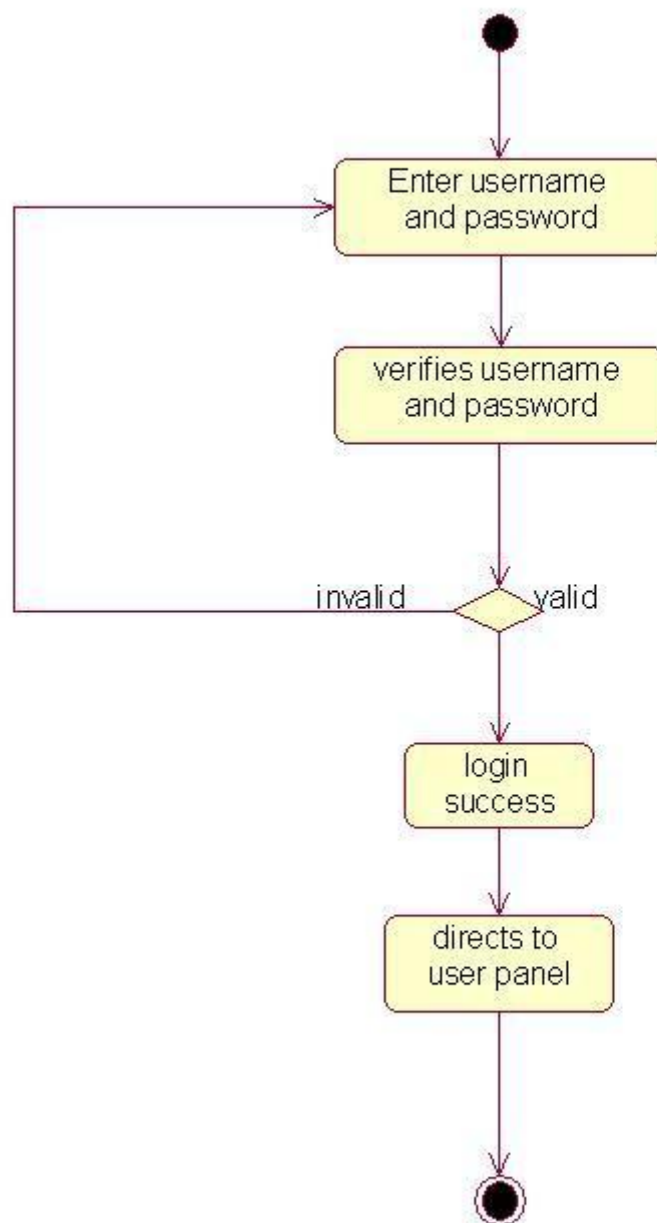 Enter username
and password
verifies username
and password
invalid
valid
login
success
directs to
user panel